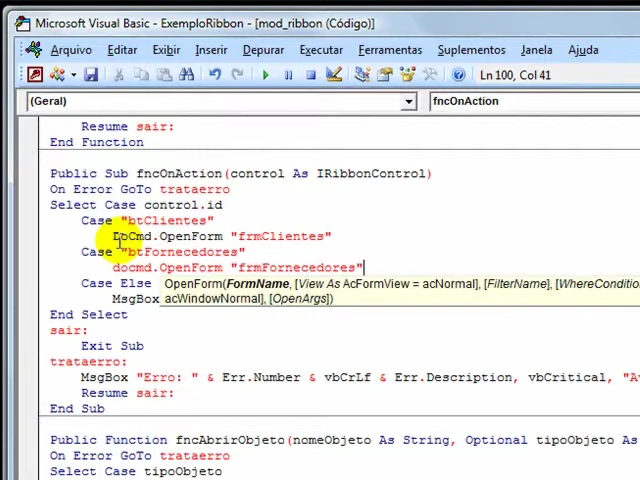 Microsoft Visual Basic - ExemploRibbon - [mod_ribbon (Código)]
Arquivo Editar Exibir Inserir Depurar Executar Ferramentas Suplementos Janela Ajuda
Ln 100, Col 41
(Geral) fncOnAction
Resume sair:
End Function
Public Sub fncOnAction(control As IRibbonControl)
On Error GoTo trataerro
Select Case control.id
Case "btClientes"
DoCmd.OpenForm "frmClientes"
Case "btFornecedores"
docmd.OpenForm "frmFornecedores"
Case Else OpenForm(FormName, [View As AcFormView = acNormal], [FilterName], [WhereCondition
MsgBox acWindowNormal], [OpenArgs])
End Select
sair:
Exit Sub
trataerro:
MsgBox "Erro: " & Err.Number & vbCrLf & Err.Description, vbCritical, "Av
Resume sair:
End Sub
Public Function fncAbrirObjeto(nomeObjeto As String, Optional tipoObjeto As
On Error GoTo trataerro
Select Case tipoObjeto